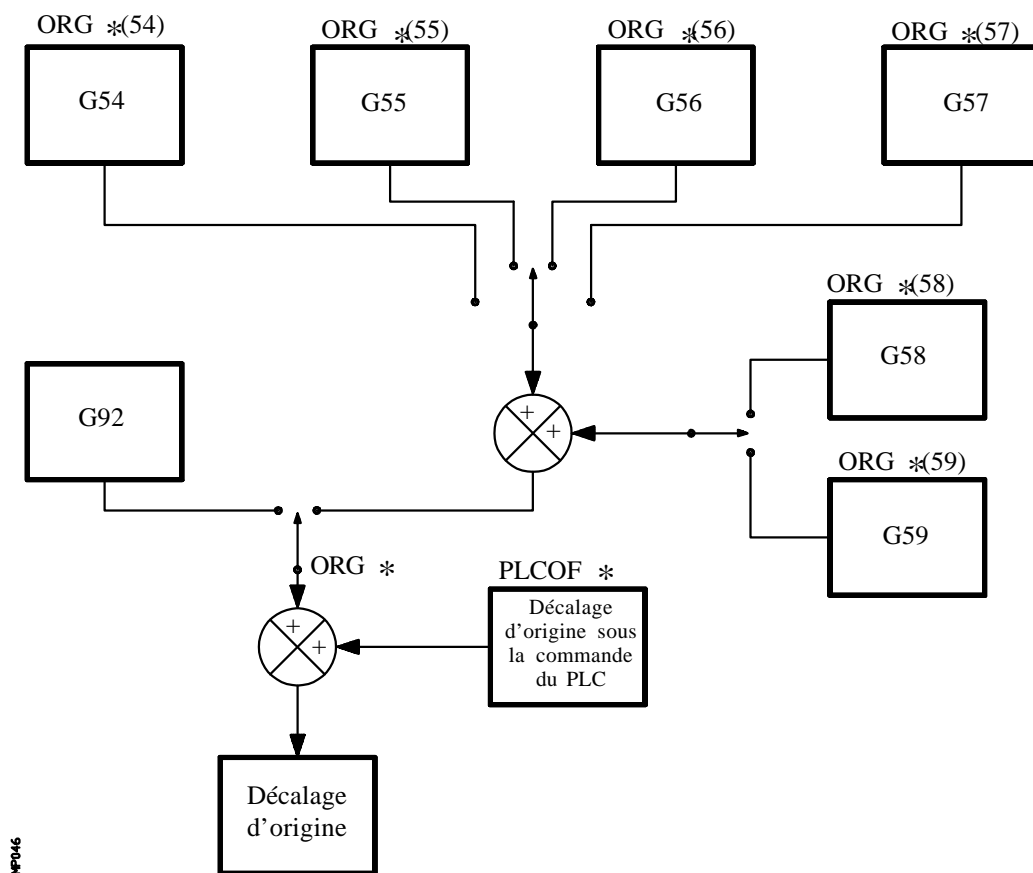 ORG *(54)
ORG *(55)
ORG *(56)
ORG *(57)
G54
G55
G56
G57
ORG *(58)
G58
G92
+
+
ORG *(59)
G59
ORG *
PLCOF *
+
+
Décalage
d'origine sous
la commande
du PLC
Décalage
d'origine